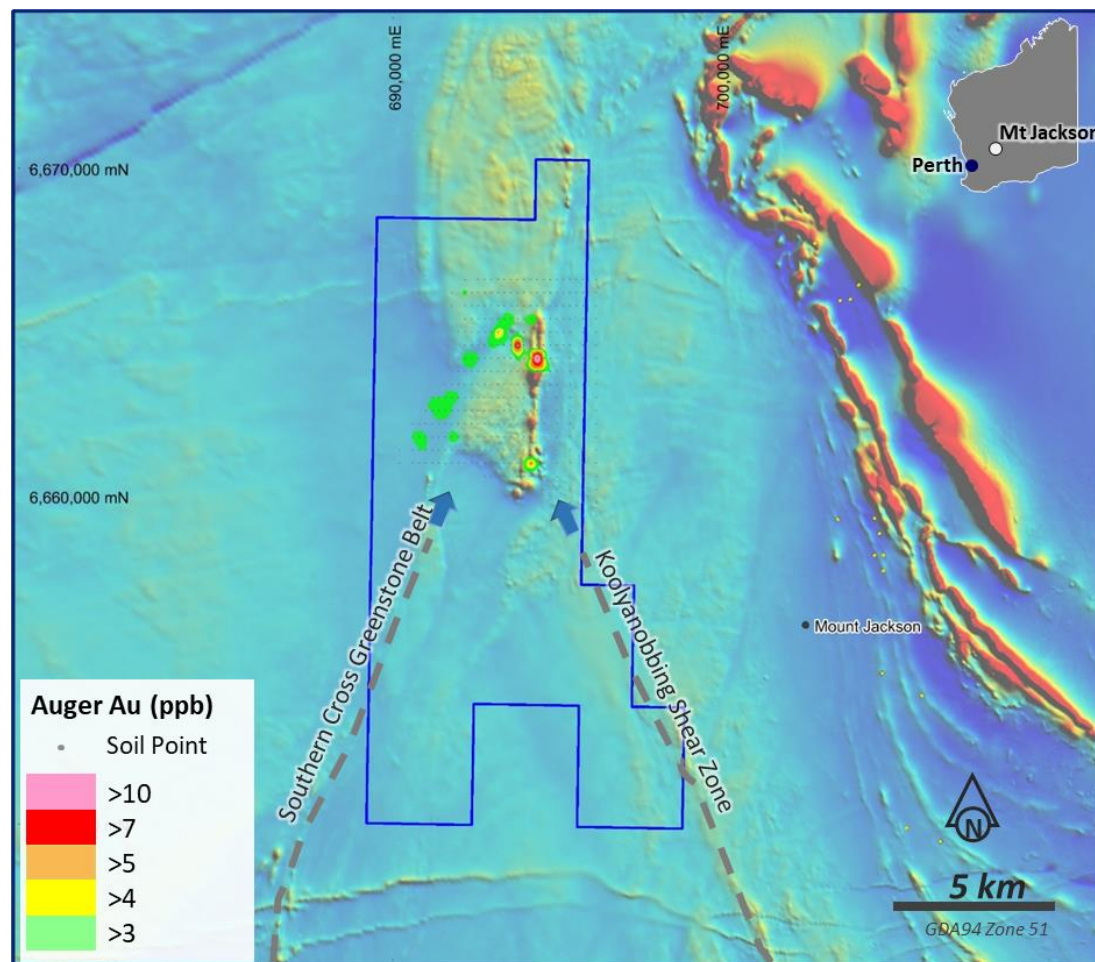 690,000 mE
700,000 mE
Mt Jackson
Perth
6,670,000 mN
6,660,000 mN
Southern Cross Greenstone Belt
Koolyanobbing Shear Zone
Mount Jackson
Auger Au (ppb)
Soil Point
>10
>7
>5
>4
>3
N
5 km
GDA94 Zone 51